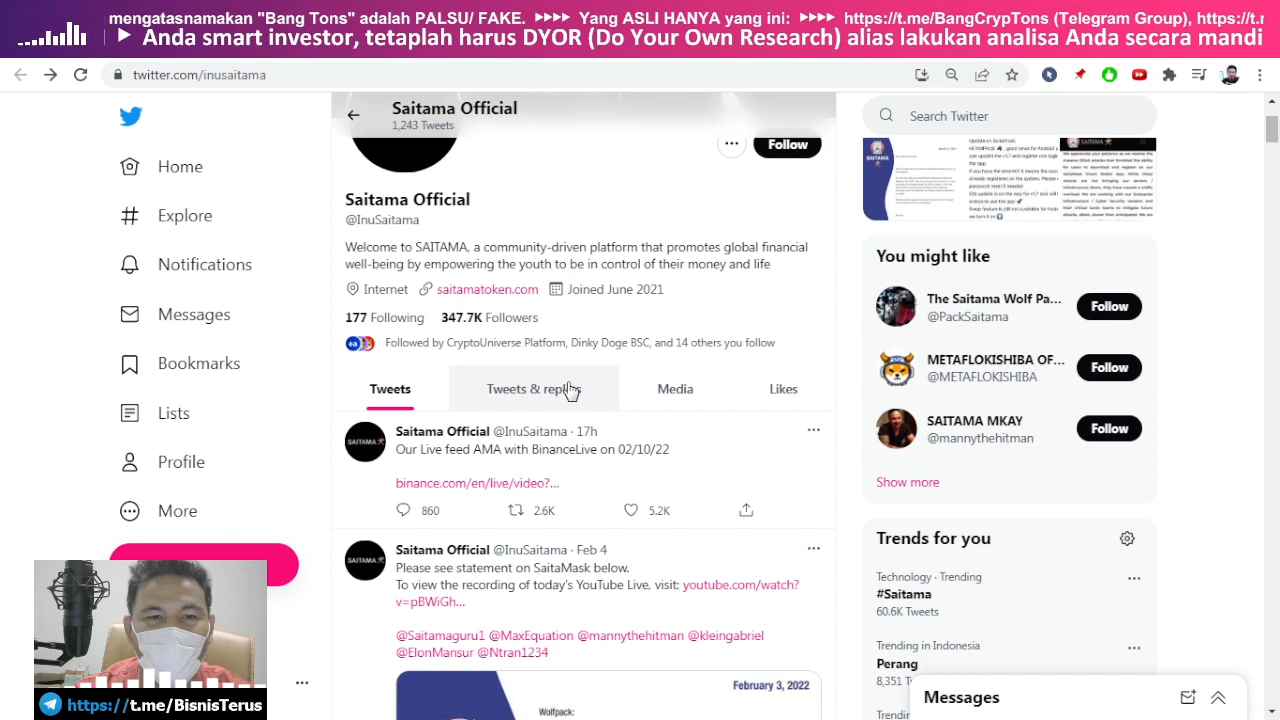 mengatasnamakan "Bang Tons" adalah PALSU/ FAKE. ►►►► Yang ASLI HANYA yang ini: ►►►► https://t.me/BangCrypTons (Telegram Group), https://t.
► Anda smart investor, tetaplah harus DYOR (Do Your Own Research) alias lakukan analisa Anda secara mandi
twitter.com/inusaitama
Saitama Official
1,243 Tweets
Search Twitter
Home
Explore
Notifications
Messages
Bookmarks
Lists
Profile
More
Follow
Saitama Official
@InuSaitama
Welcome to SAITAMA, a community-driven platform that promotes global financial
well-being by empowering the youth to be in control of their money and life
Internet saitamatoken.com Joined June 2021
177 Following 347.7K Followers
Followed by CryptoUniverse Platform, Dinky Doge BSC, and 14 others you follow
Tweets Tweets & replies Media Likes
SAITAMA
Saitama Official @InuSaitama · 17h
Our Live feed AMA with BinanceLive on 02/10/22
binance.com/en/live/video?...
860 2.6K 5.2K
SAITAMA
Saitama Official @InuSaitama · Feb 4
Please see statement on SaitaMask below.
To view the recording of today's YouTube Live, visit: youtube.com/watch?
v=pBWiGh...
@Saitamaguru1 @MaxEquation @mannythehitman @kleingabriel
@ElonMansur @Ntran1234
February 3, 2022
Wolfpack:
You might like
The Saitama Wolf Pa...
@PackSaitama
Follow
METAFLOKISHIBA OF...
@METAFLOKISHIBA
Follow
SAITAMA MKAY
@mannythehitman
Follow
Show more
Trends for you
Technology · Trending
#Saitama
60.6K Tweets
Trending in Indonesia
Perang
8,351 T
Messages
https://t.me/BisnisTerus